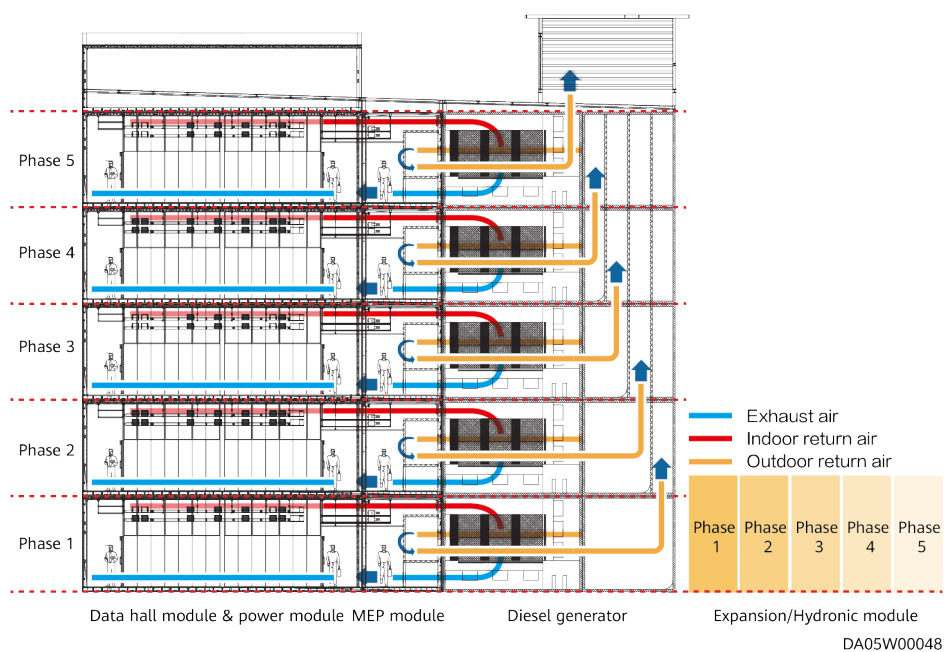 Phase 5
Phase 4
Phase 3
Phase 2
Phase 1
Exhaust air
Indoor return air
Outdoor return air
Phase 1
Phase 2
Phase 3
Phase 4
Phase 5
Data hall module & power module
MEP module
Diesel generator
Expansion/Hydronic module
DA05W00048